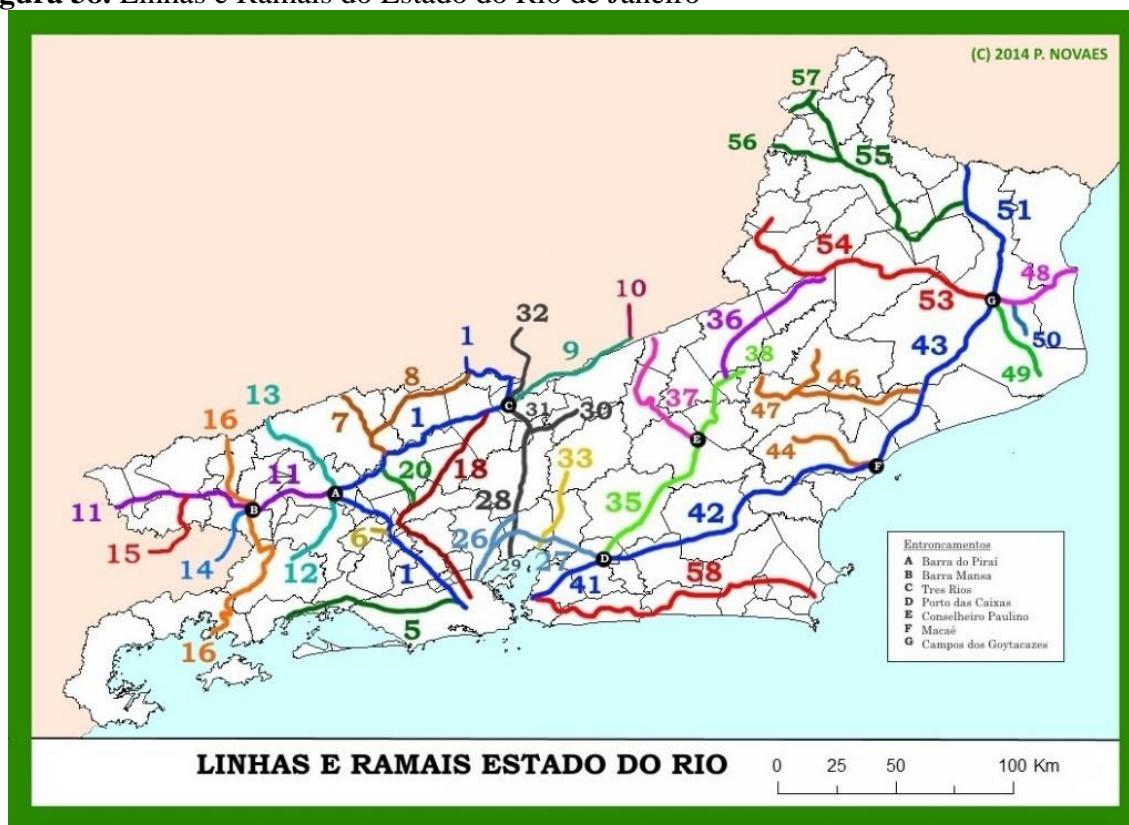 gura 38. Linhas e Ramais do Estado do Rio de Janeiro
(C) 2014 P. NOVAES
57
56
55
51
54
48
10
53
32
36
50
1
9
43
38
49
8
13
46
37
47
7
1
31
30
16
44
20
18
33
11
11
28
35
42
26
6
15
27
14
29
58
12
1
41
5
16
A
B
C
D
E
F
G
Entroncamentos
A Barra do Piraí
B Barra Mansa
C Tres Rios
D Porto das Caixas
E Conselheiro Paulino
F Macaé
G Campos dos Goytacazes
LINHAS E RAMAIS ESTADO DO RIO
0 25 50 100 Km